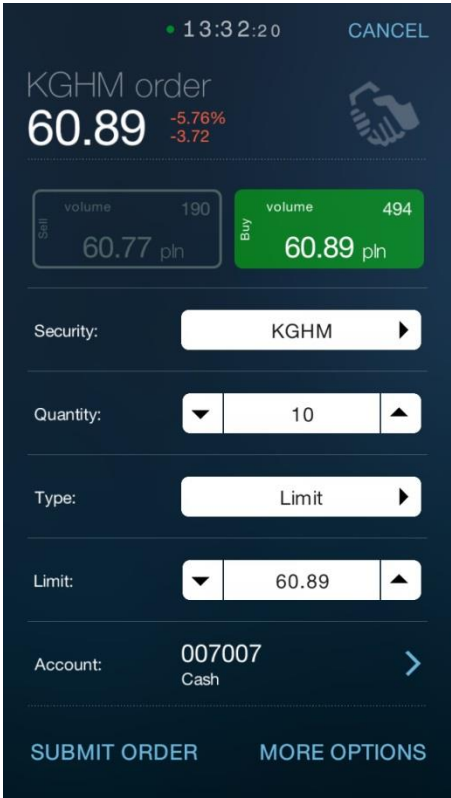 13:32:20 CANCEL
KGHM order
60.89 -5.76%
-3.72
Sell volume 190
60.77 pln
Buy volume 494
60.89 pln
Security: KGHM
Quantity: 10
Type: Limit
Limit: 60.89
Account: 007007
Cash
SUBMIT ORDER MORE OPTIONS